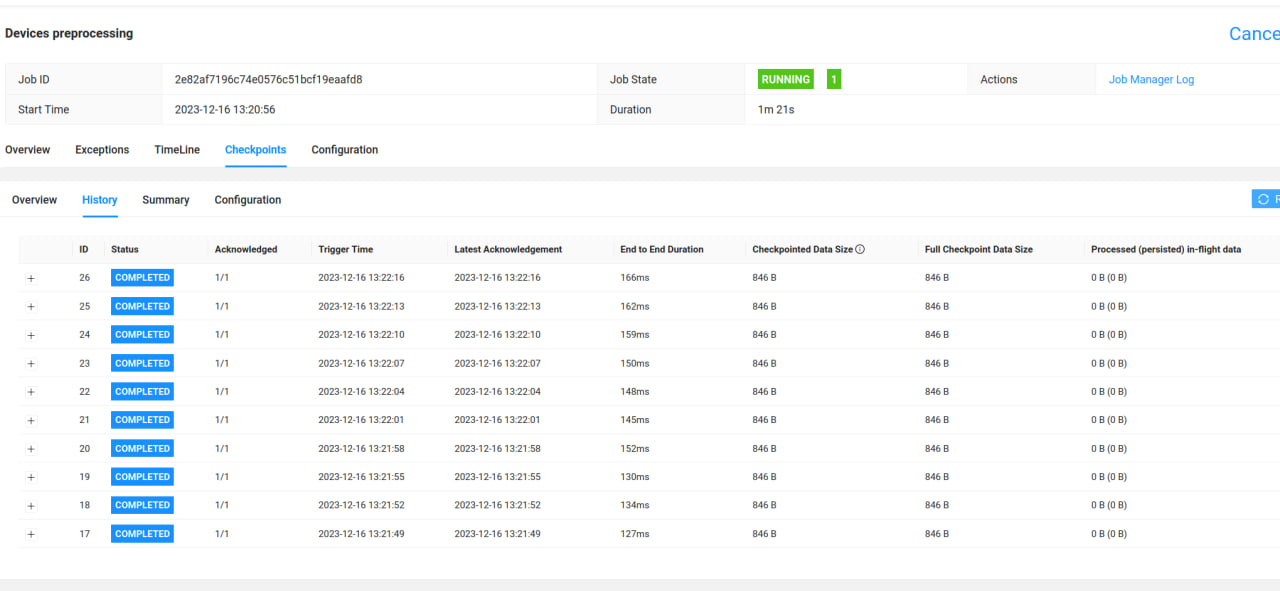 Devices preprocessing Cance
Job ID 2e82af7196c74e0576c51bcf19eaafd8 Job State RUNNING 1 Actions Job Manager Log
Start Time 2023-12-16 13:20:56 Duration 1m 21s
Overview Exceptions TimeLine Checkpoints Configuration
Overview History Summary Configuration R
ID Status Acknowledged Trigger Time Latest Acknowledgement End to End Duration Checkpointed Data Size Full Checkpoint Data Size Processed (persisted) in-flight data
+ 26 COMPLETED 1/1 2023-12-16 13:22:16 2023-12-16 13:22:16 166ms 846 B 846 B 0 B (0 B)
+ 25 COMPLETED 1/1 2023-12-16 13:22:13 2023-12-16 13:22:13 162ms 846 B 846 B 0 B (0 B)
+ 24 COMPLETED 1/1 2023-12-16 13:22:10 2023-12-16 13:22:10 159ms 846 B 846 B 0 B (0 B)
+ 23 COMPLETED 1/1 2023-12-16 13:22:07 2023-12-16 13:22:07 150ms 846 B 846 B 0 B (0 B)
+ 22 COMPLETED 1/1 2023-12-16 13:22:04 2023-12-16 13:22:04 148ms 846 B 846 B 0 B (0 B)
+ 21 COMPLETED 1/1 2023-12-16 13:22:01 2023-12-16 13:22:01 145ms 846 B 846 B 0 B (0 B)
+ 20 COMPLETED 1/1 2023-12-16 13:21:58 2023-12-16 13:21:58 152ms 846 B 846 B 0 B (0 B)
+ 19 COMPLETED 1/1 2023-12-16 13:21:55 2023-12-16 13:21:55 130ms 846 B 846 B 0 B (0 B)
+ 18 COMPLETED 1/1 2023-12-16 13:21:52 2023-12-16 13:21:52 134ms 846 B 846 B 0 B (0 B)
+ 17 COMPLETED 1/1 2023-12-16 13:21:49 2023-12-16 13:21:49 127ms 846 B 846 B 0 B (0 B)